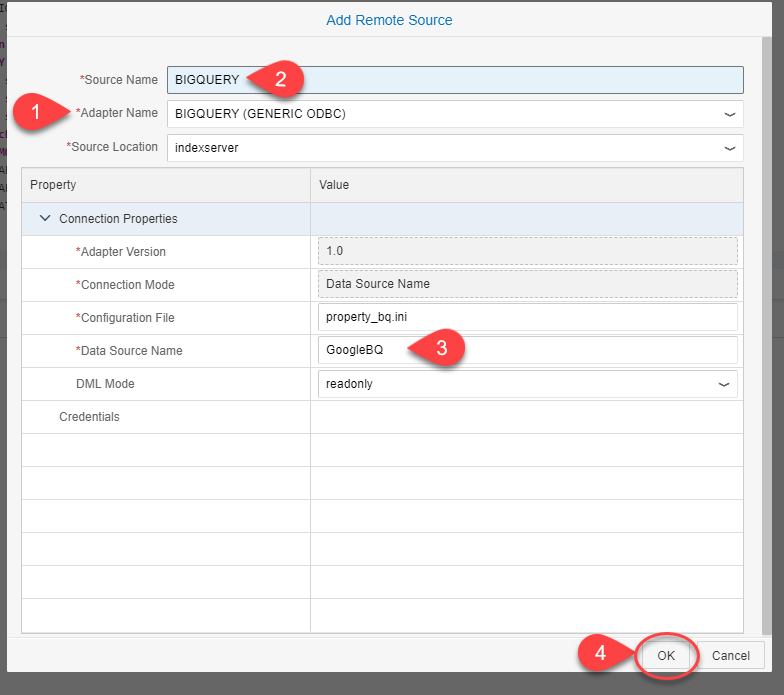 Add Remote Source
*Source Name BIGQUERY 2
1 *Adapter Name BIGQUERY (GENERIC ODBC)
*Source Location indexserver
Property Value
Connection Properties
*Adapter Version 1.0
*Connection Mode Data Source Name
*Configuration File property_bq.ini
*Data Source Name GoogleBQ 3
DML Mode readonly
Credentials
4 OK Cancel